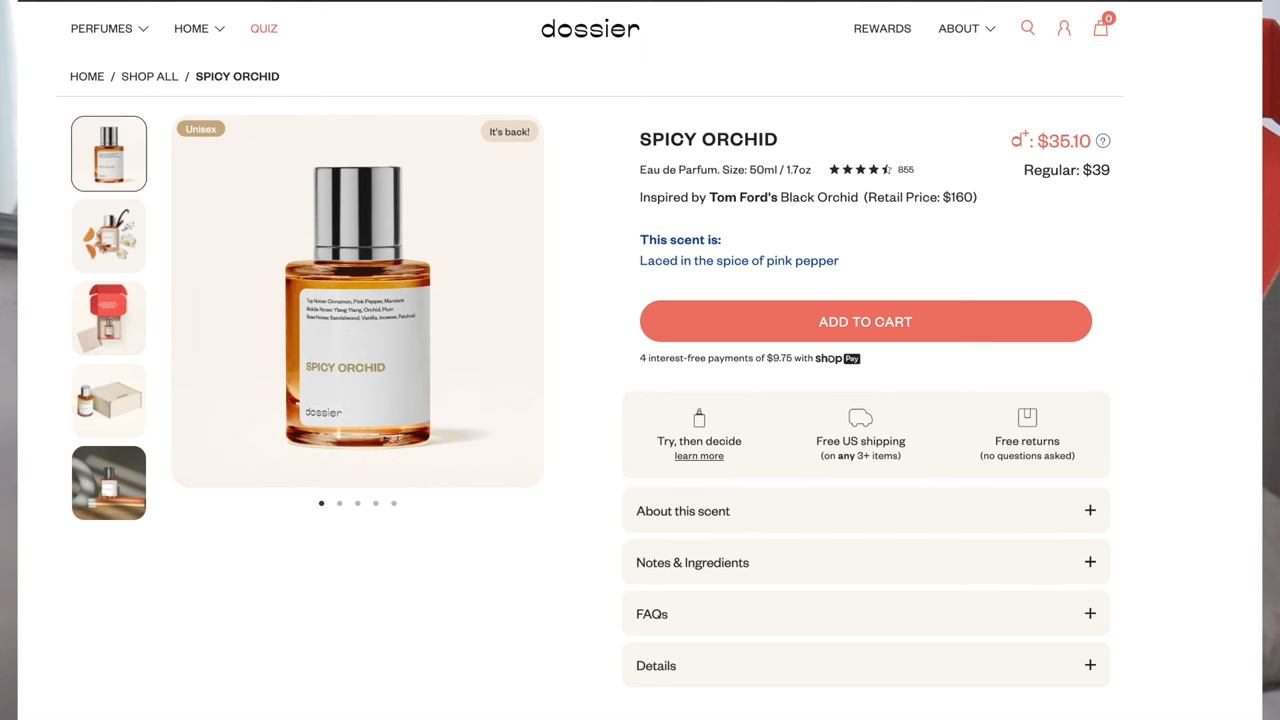 PERFUMES HOME QUIZ dossier REWARDS ABOUT 0
HOME / SHOP ALL / SPICY ORCHID
Unisex
It's back!
Top Notes: Cinnamon, Pink Pepper, Mandarin
Middle Notes: Ylang Ylang, Orchid, Plum
Base Notes: Sandalwood, Vanilla, Incense, Patchouli
SPICY ORCHID
dossier
SPICY ORCHID
d+: $35.10 ?
Eau de Parfum. Size: 50ml / 1.7oz 855
Regular: $39
Inspired by Tom Ford's Black Orchid (Retail Price: $160)
This scent is:
Laced in the spice of pink pepper
ADD TO CART
4 interest-free payments of $9.75 with shop Pay
Try, then decide
learn more
Free US shipping
(on any 3+ items)
Free returns
(no questions asked)
About this scent +
Notes & Ingredients +
FAQs +
Details +